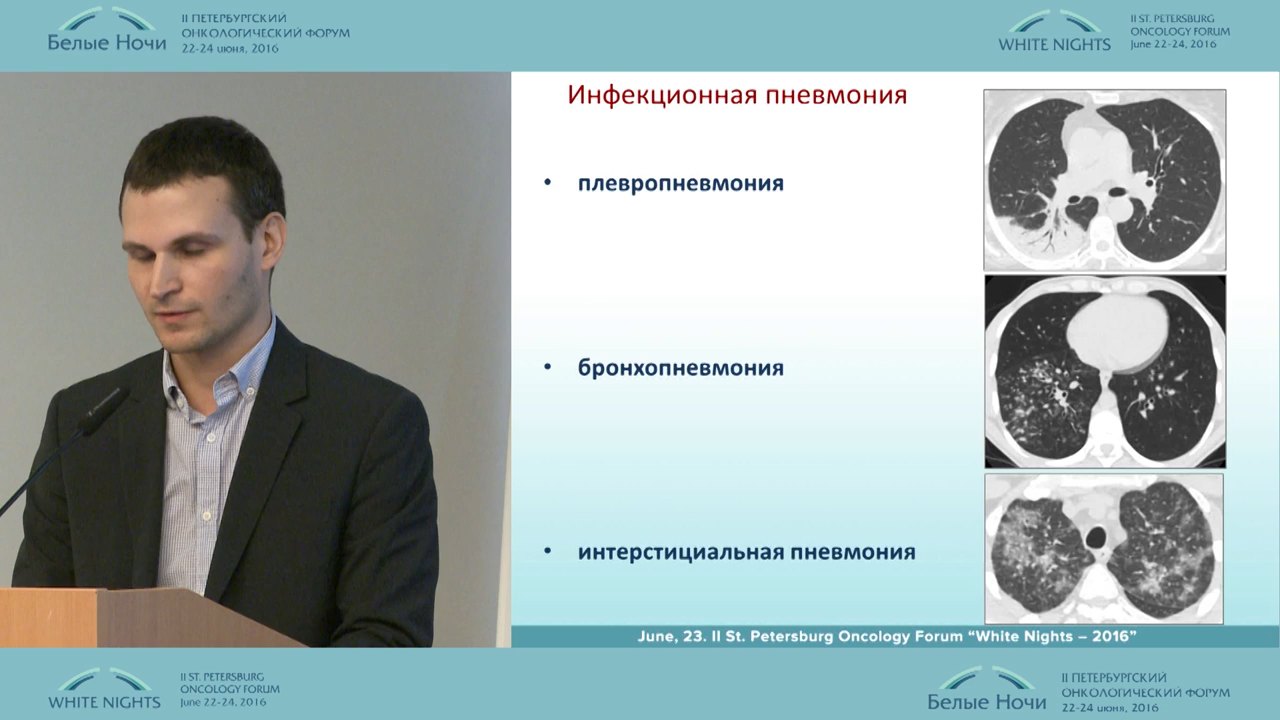 Белые Ночи
II ПЕТЕРБУРГСКИЙ
ОНКОЛОГИЧЕСКИЙ ФОРУМ
22-24 июня, 2016
WHITE NIGHTS
II ST. PETERSBURG
ONCOLOGY FORUM
June 22-24, 2016
Инфекционная пневмония
• плевропневмония
• бронхопневмония
• интерстициальная пневмония
June, 23. II St. Petersburg Oncology Forum “White Nights – 2016”
WHITE NIGHTS
II ST. PETERSBURG
ONCOLOGY FORUM
June 22-24, 2016
Белые Ночи
II ПЕТЕРБУРГСКИЙ
ОНКОЛОГИЧЕСКИЙ ФОРУМ
22-24 июня, 2016